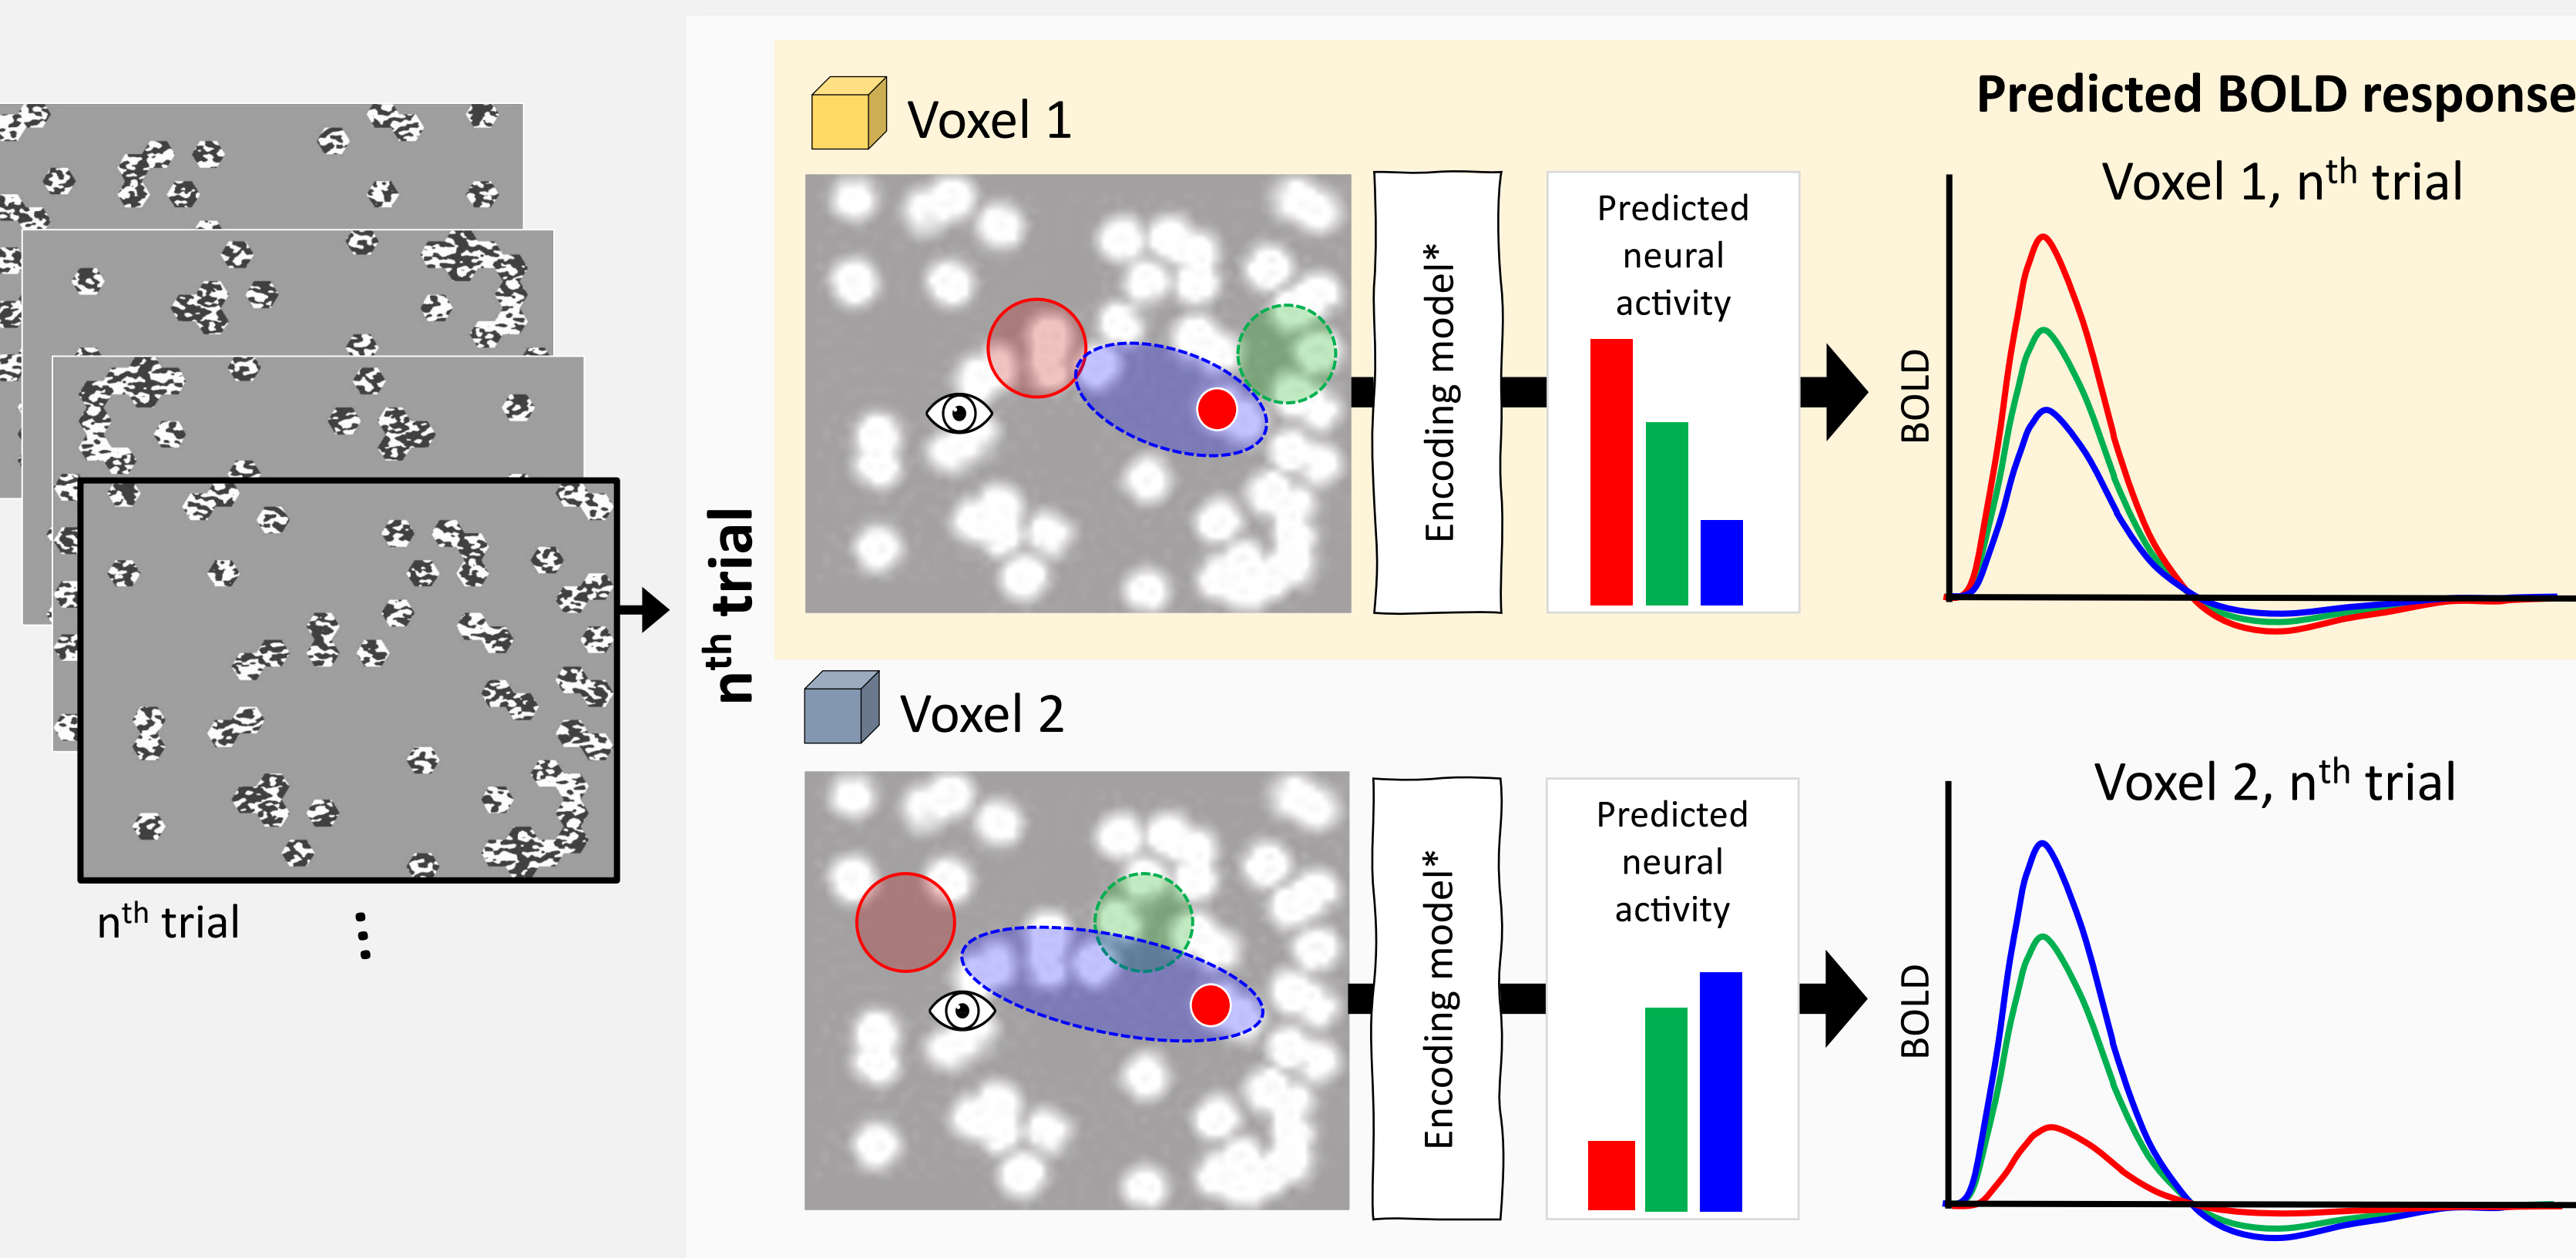 nth trial
⋮
nth trial
Voxel 1
Encoding model*
Predicted
neural
activity
Predicted BOLD response
Voxel 1, nth trial
BOLD
Voxel 2
Encoding model*
Predicted
neural
activity
Voxel 2, nth trial
BOLD